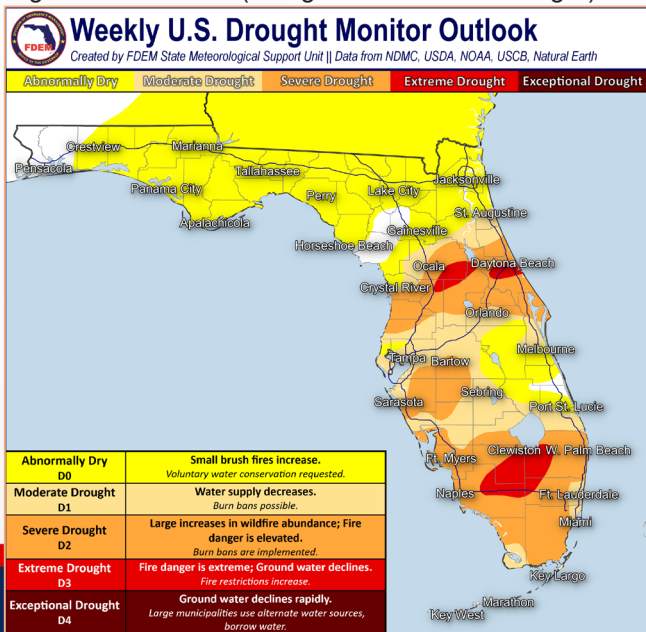 Weekly U.S. Drought Monitor Outlook
Created by FDEM State Meteorological Support Unit || Data from NDMC, USDA, NOAA, USCB, Natural Earth
FDEM
Abnormally Dry Moderate Drought Severe Drought Extreme Drought Exceptional Drought
Crestview
Marianna
Pensacola
Tallahassee
Jacksonville
Panama City
Perry
Lake City
Apalachicola
St. Augustine
Gainesville
Horseshoe Beach
Ocala
Daytona Beach
Crystal River
Orlando
Tampa
Bartow
Melbourne
Sebring
Sarasota
Port St. Lucie
Clewiston
W. Palm Beach
Ft. Myers
Naples
Ft. Lauderdale
Miami
Key Largo
Marathon
Key West
Abnormally Dry
D0
Small brush fires increase.
Voluntary water conservation requested.
Moderate Drought
D1
Water supply decreases.
Burn bans possible.
Severe Drought
D2
Large increases in wildfire abundance; Fire
danger is elevated.
Burn bans are implemented.
Extreme Drought
D3
Fire danger is extreme; Ground water declines.
Fire restrictions increase.
Exceptional Drought
D4
Ground water declines rapidly.
Large municipalities use alternate water sources,
borrow water.